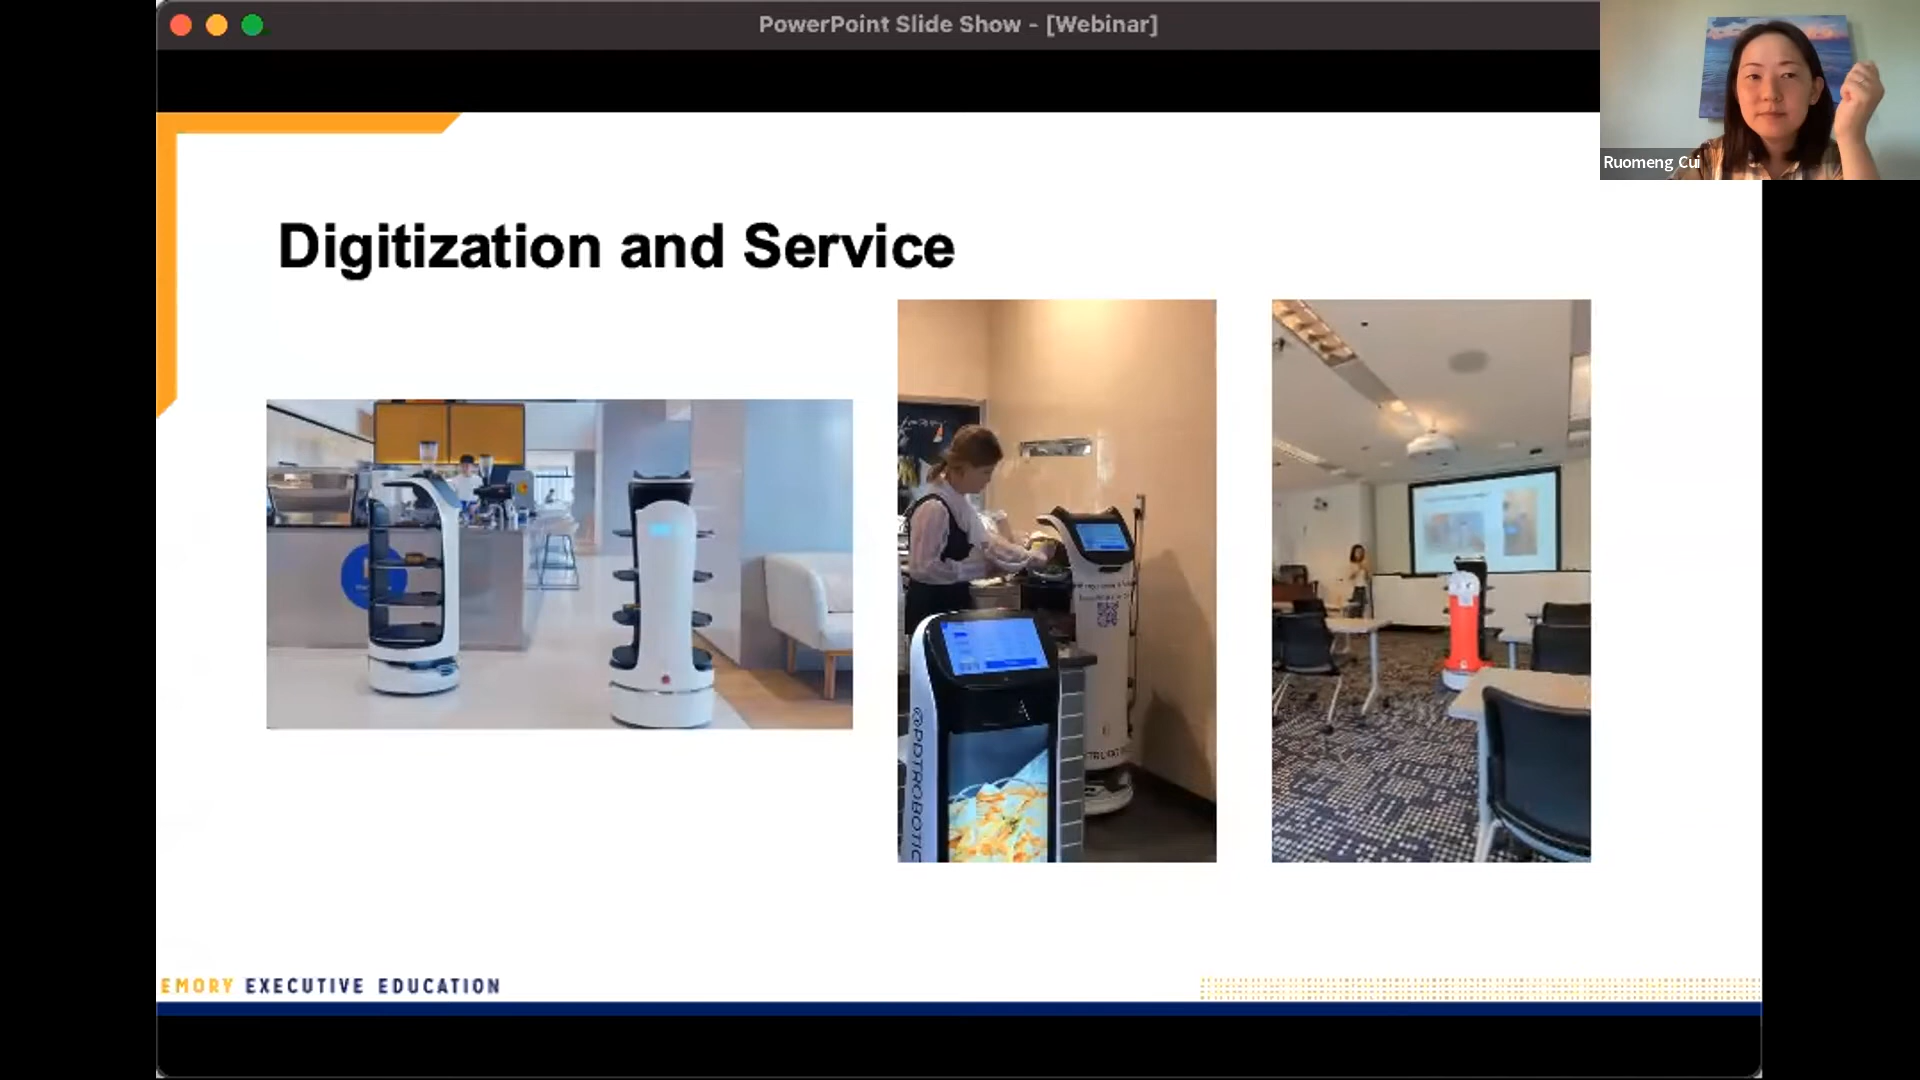 PowerPoint Slide Show - [Webinar]
Ruomeng Cui
Digitization and Service
@PDTROBOTIC
EMORY EXECUTIVE EDUCATION